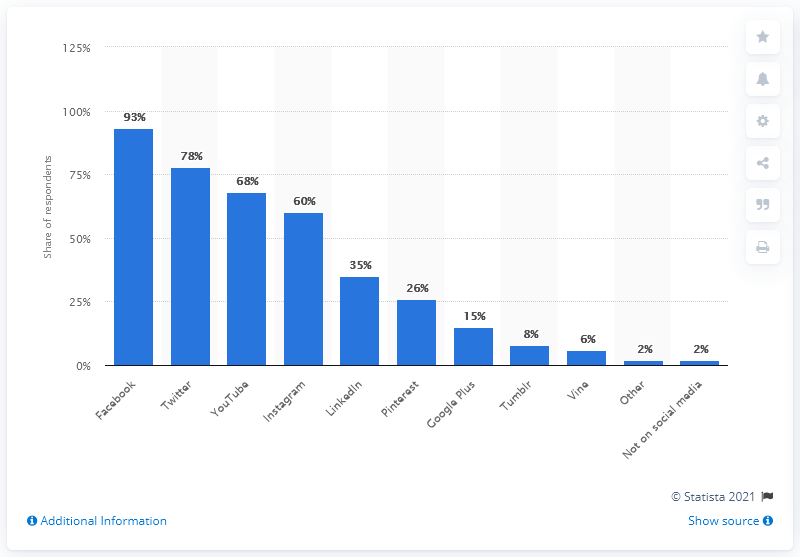 125%
100%
75%
50%
25%
0%
Share of respondents
93%
78%
68%
60%
35%
26%
15%
8%
6%
2%
2%
Facebook
Twitter
YouTube
Instagram
LinkedIn
Pinterest
Google Plus
Tumblr
Vine
Other
Not on social media
© Statista 2021
Additional Information
Show source